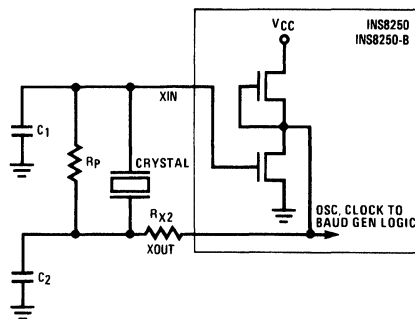 INS8250
INS8250-B
VCC
XIN
C1
RP
CRYSTAL
RX2
XOUT
OSC, CLOCK TO
BAUD GEN LOGIC
C2